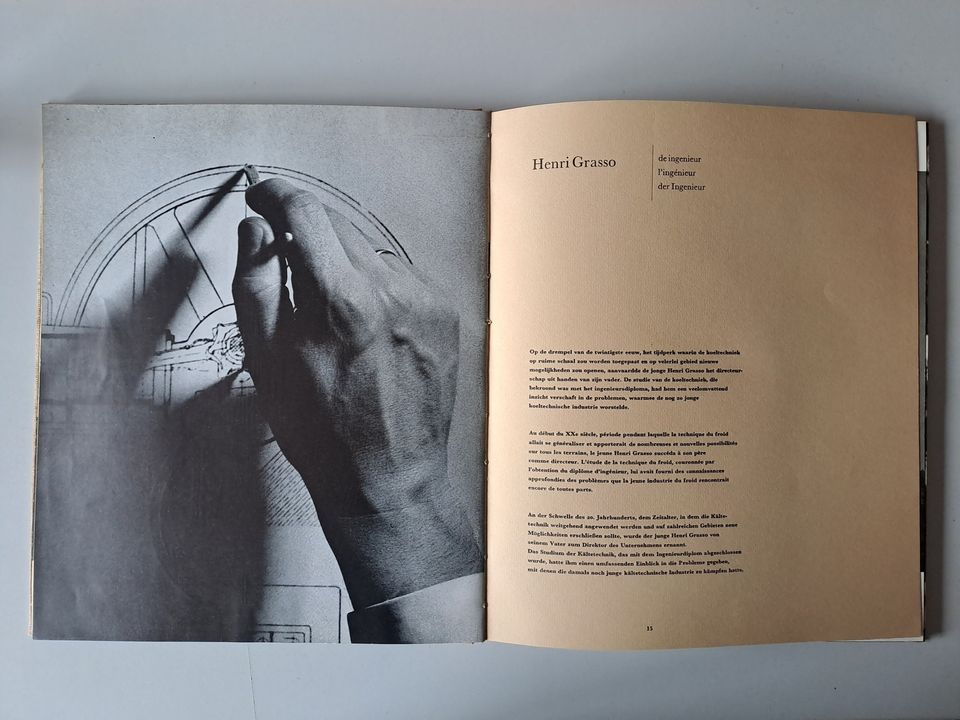 Henri Grasso
de ingenieur
l'ingénieur
der Ingenieur
Op de drempel van de twintigste eeuw, het tijdperk waarin de koeltechniek
op ruime schaal zou worden toegepast en op velerlei gebied nieuwe
mogelijkheden zou openen, aanvaardde de jonge Henri Grasso het directeur-
schap uit handen van zijn vader. De studie van de koeltechniek, die
bekroond was met het ingenieursdiploma, had hem een veelomvattend
inzicht verschaft in de problemen, waarmee de nog zo jonge
koeltechnische industrie worstelde.
Au début du XXe siècle, période pendant laquelle la technique du froid
allait se généraliser et apporterait de nombreuses et nouvelles possibilités
sur tous les terrains, le jeune Henri Grasso succéda à son père
comme directeur. L'étude de la technique du froid, couronnée par
l'obtention du diplôme d'ingénieur, lui avait fourni des connaissances
approfondies des problèmes que la jeune industrie du froid rencontrait
encore de toutes parts.
An der Schwelle des 20. Jahrhunderts, dem Zeitalter, in dem die Kälte-
technik weitgehend angewendet werden und auf zahlreichen Gebieten neue
Möglichkeiten erschließen sollte, wurde der junge Henri Grasso von
seinem Vater zum Direktor des Unternehmens ernannt.
Das Studium der Kältetechnik, das mit dem Ingenieurdiplom abgeschlossen
wurde, hatte ihm einen umfassenden Einblick in die Probleme gegeben,
mit denen die damals noch junge kältetechnische Industrie zu kämpfen hatte.
15